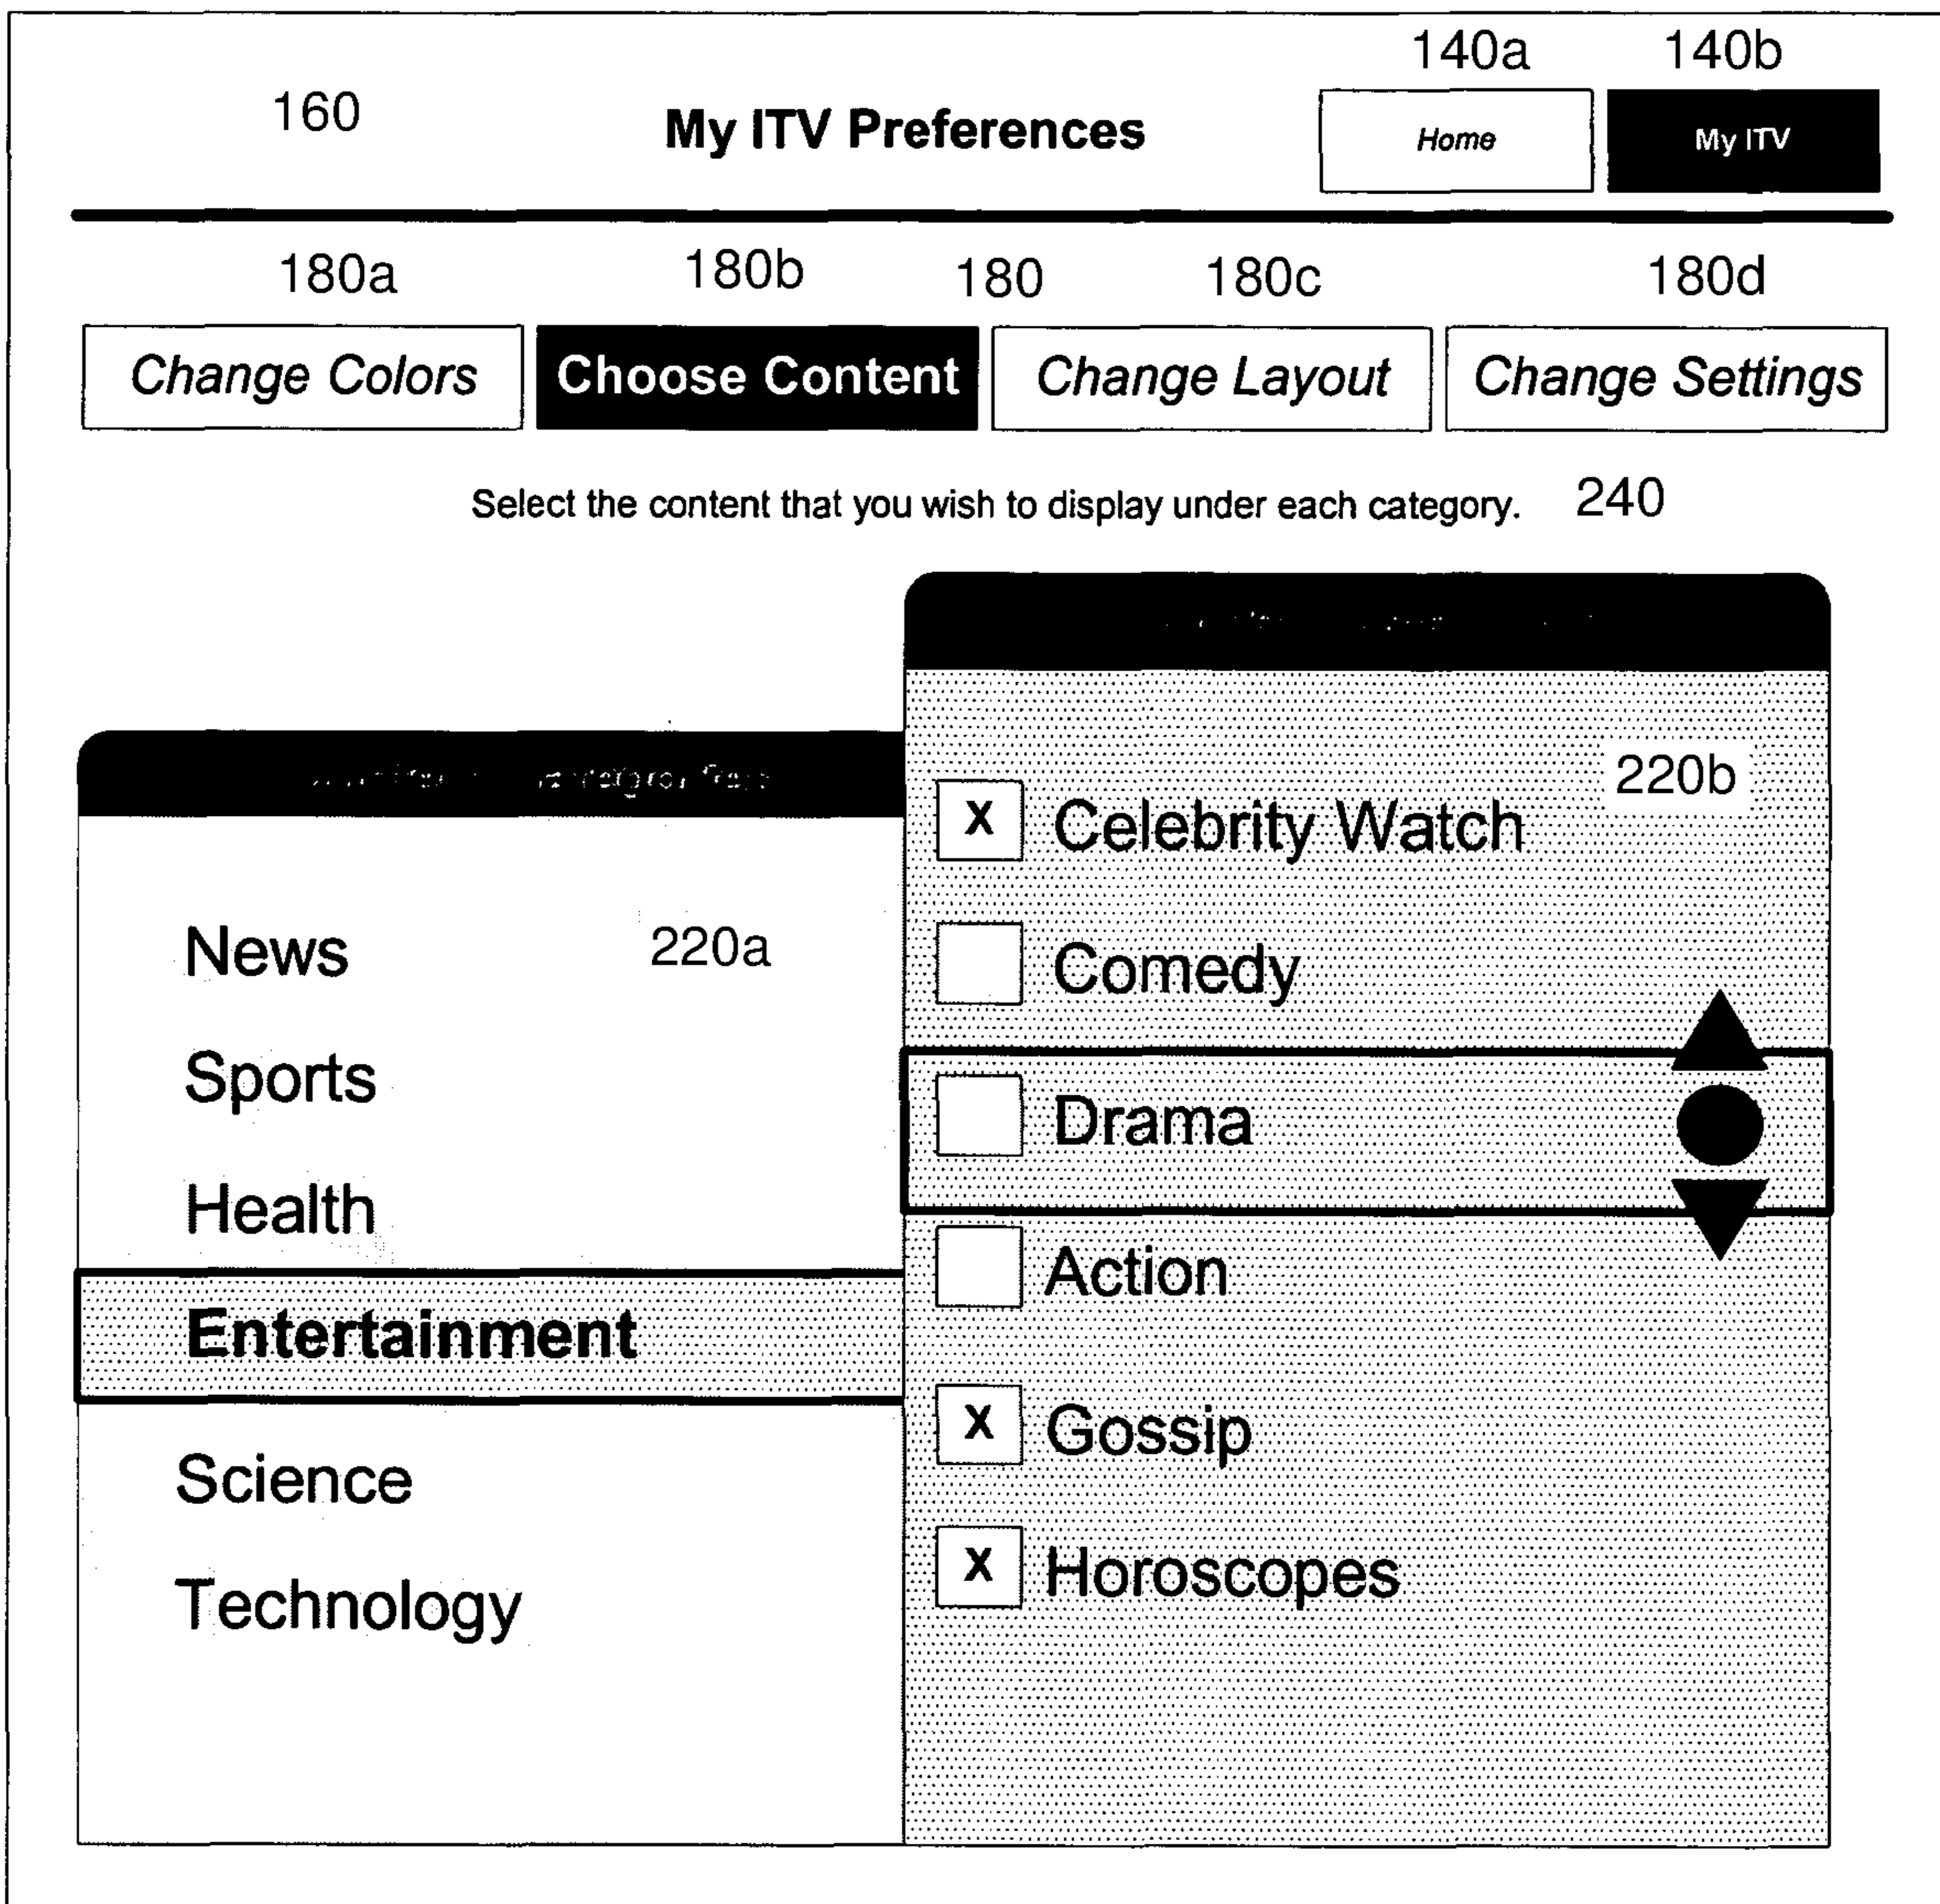 140a 140b
160 My ITV Preferences Home My ITV
180a 180b 180 180c 180d
Change Colors Choose Content Change Layout Change Settings
Select the content that you wish to display under each category. 240
220b
X Celebrity Watch
News 220a
Comedy
Sports
Drama
Health
Action
Entertainment
X Gossip
Science
X Horoscopes
Technology